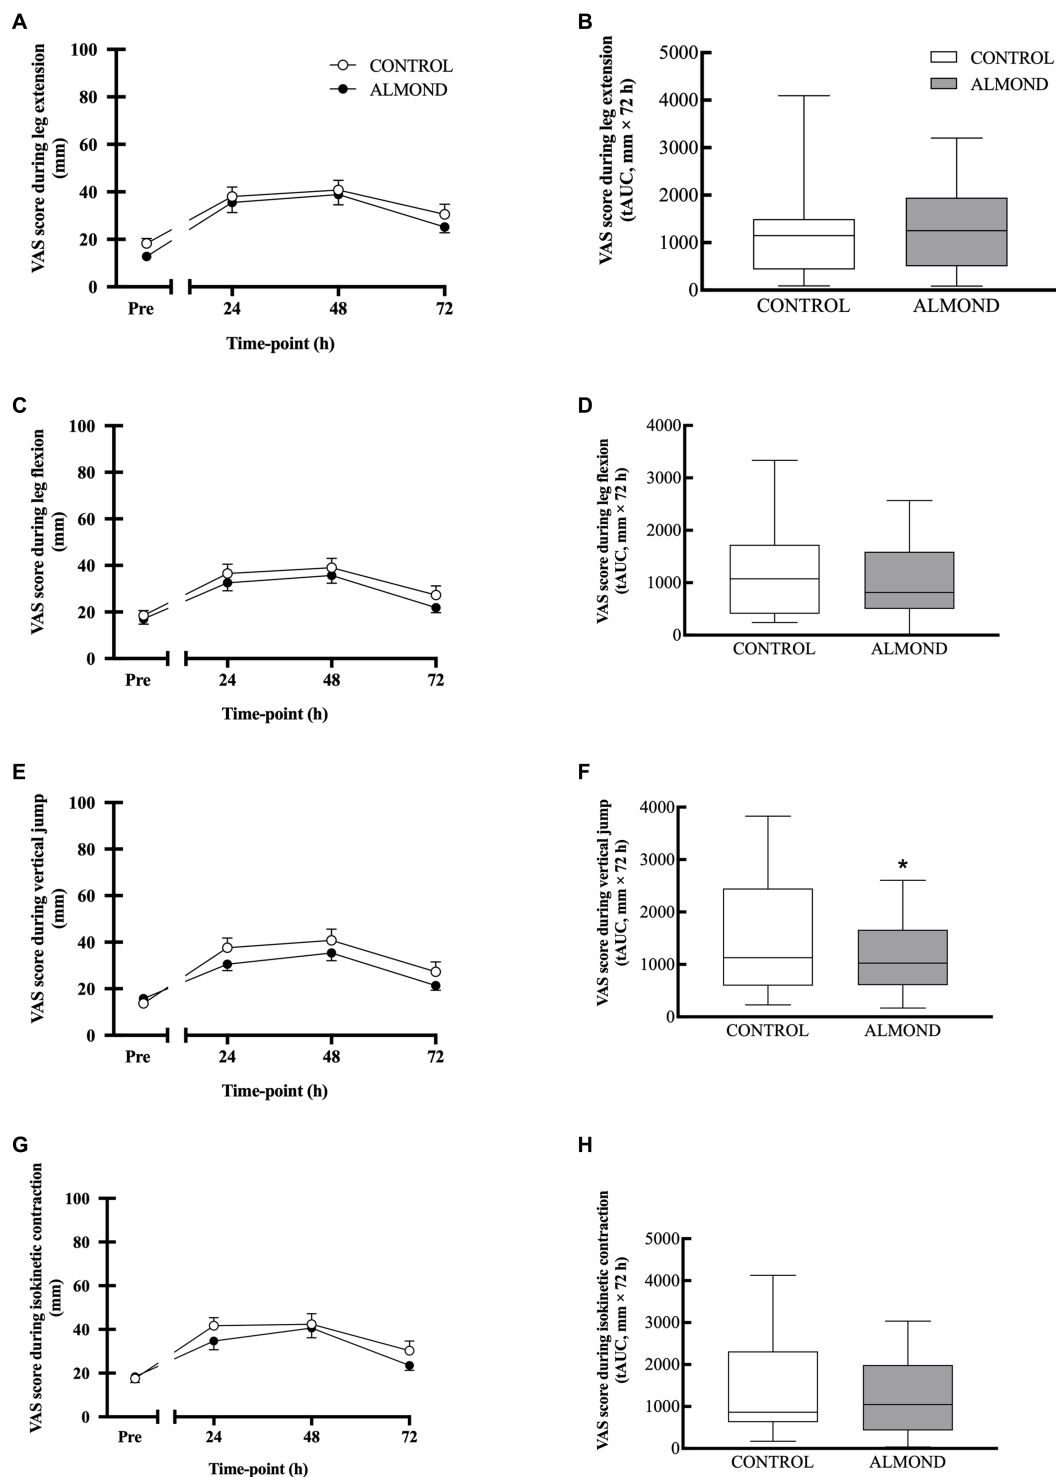 A
VAS score during leg extension
(mm)
100
80
60
40
20
0
CONTROL
ALMOND
Pre
24
48
72
Time-point (h)
B
VAS score during leg extension
(tAUC, mm × 72 h)
5000
4000
3000
2000
1000
0
CONTROL
ALMOND
CONTROL
ALMOND
C
VAS score during leg flexion
(mm)
100
80
60
40
20
0
Pre
24
48
72
Time-point (h)
D
VAS score during leg flexion
(tAUC, mm × 72 h)
4000
3000
2000
1000
0
CONTROL
ALMOND
E
VAS score during vertical jump
(mm)
100
80
60
40
20
0
Pre
24
48
72
Time-point (h)
F
VAS score during vertical jump
(tAUC, mm × 72 h)
4000
3000
2000
1000
0
*
CONTROL
ALMOND
G
VAS score during isokinetic contraction
(mm)
100
80
60
40
20
0
Pre
24
48
72
Time-point (h)
H
VAS score during isokinetic contraction
(tAUC, mm × 72 h)
5000
4000
3000
2000
1000
0
CONTROL
ALMOND